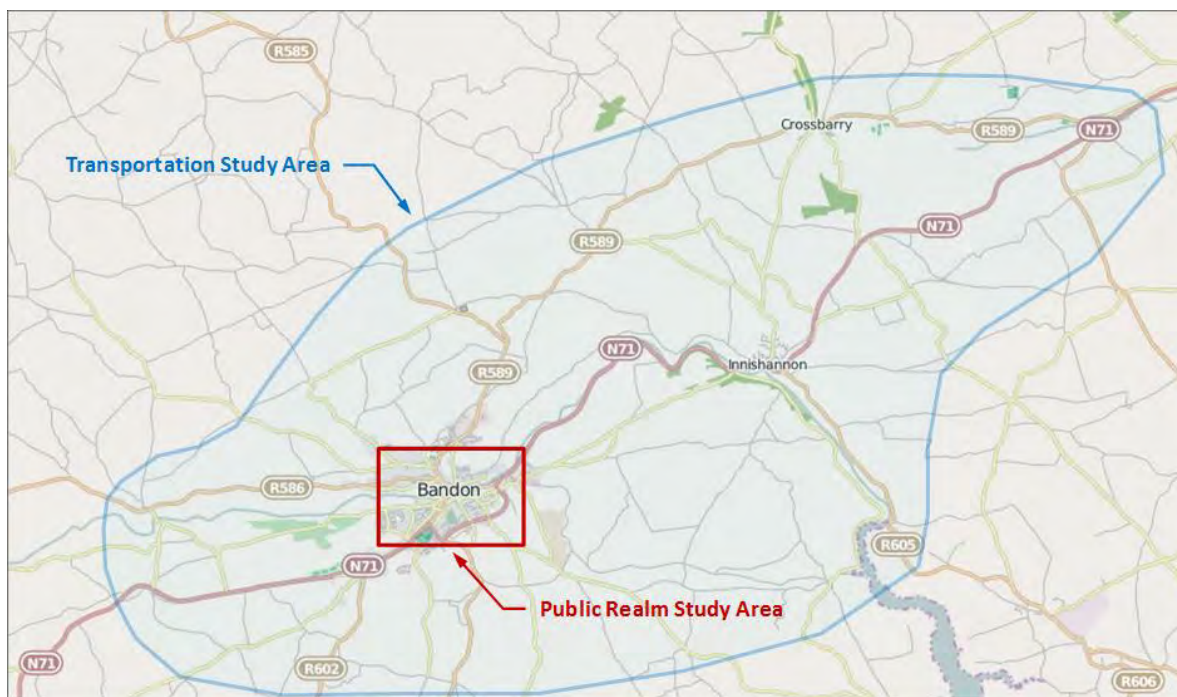 R585
Crossbarry
R589
N71
Transportation Study Area
N71
R589
N71
Innishannon
R589
R586
Bandon
R605
N71
Public Realm Study Area
N71
R602
R606